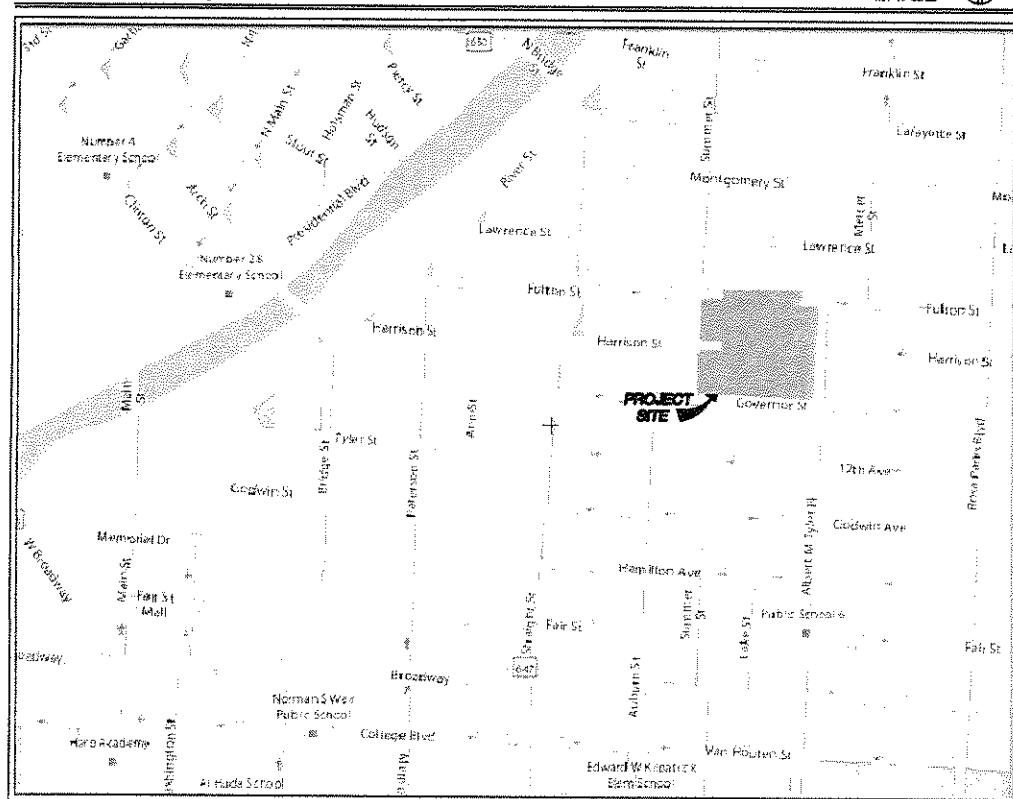 N Bridge
St
Franklin
St
Franklin St
N Main St
Holsman St
Pierce St
Hudson
St
Summer St
Lafayette St
Number 4
Elementary School
Stout St
River St
Montgomery St
Arch St
Presidential Blvd
Mercer
St
Clinton St
Lawrence St
Lawrence St
Number 28
Elementary School
Fulton St
Fulton St
Harrison St
Harrison St
Harrison St
PROJECT
SITE
Governor St
Main
St
Ann St
Tyler St
Bridge St
Paterson St
12th Ave
Rosa Parks Blvd
Godwin St
Godwin Ave
Albert M Tyler Pl
Memorial Dr
Hamilton Ave
W Broadway
Main St
Fair St
Mall
Straight St
Summer
St
Public School 6
Fair St
Lake St
Fair St
647
Broadway
Auburn St
Norman S Weir
Public School
College Blvd
Van Houten St
Academy
Edward W Kilpatrick
Elem School
Al Huda School